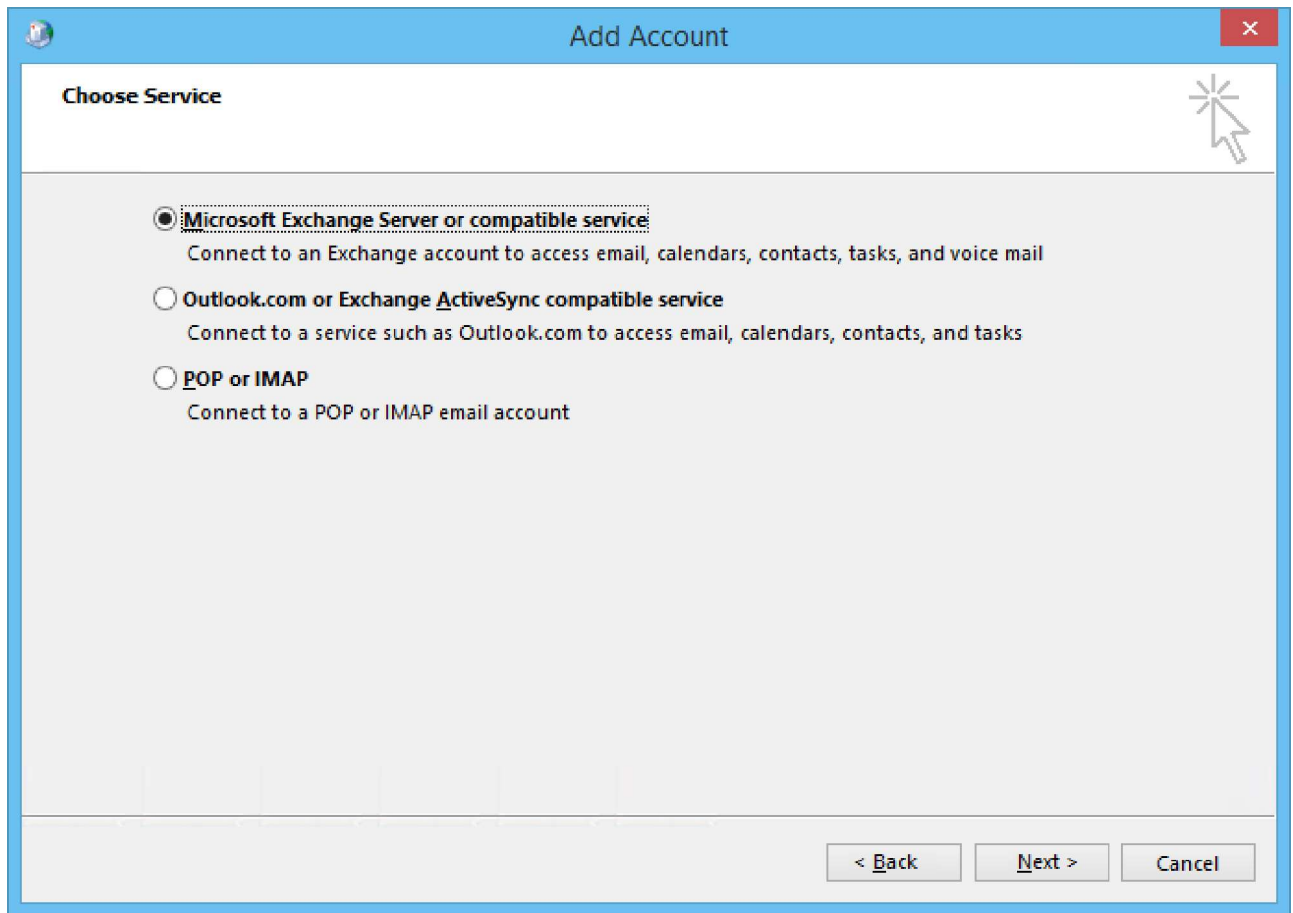 Add Account
Choose Service
Microsoft Exchange Server or compatible service
Connect to an Exchange account to access email, calendars, contacts, tasks, and voice mail
Outlook.com or Exchange ActiveSync compatible service
Connect to a service such as Outlook.com to access email, calendars, contacts, and tasks
POP or IMAP
Connect to a POP or IMAP email account
< Back Next > Cancel